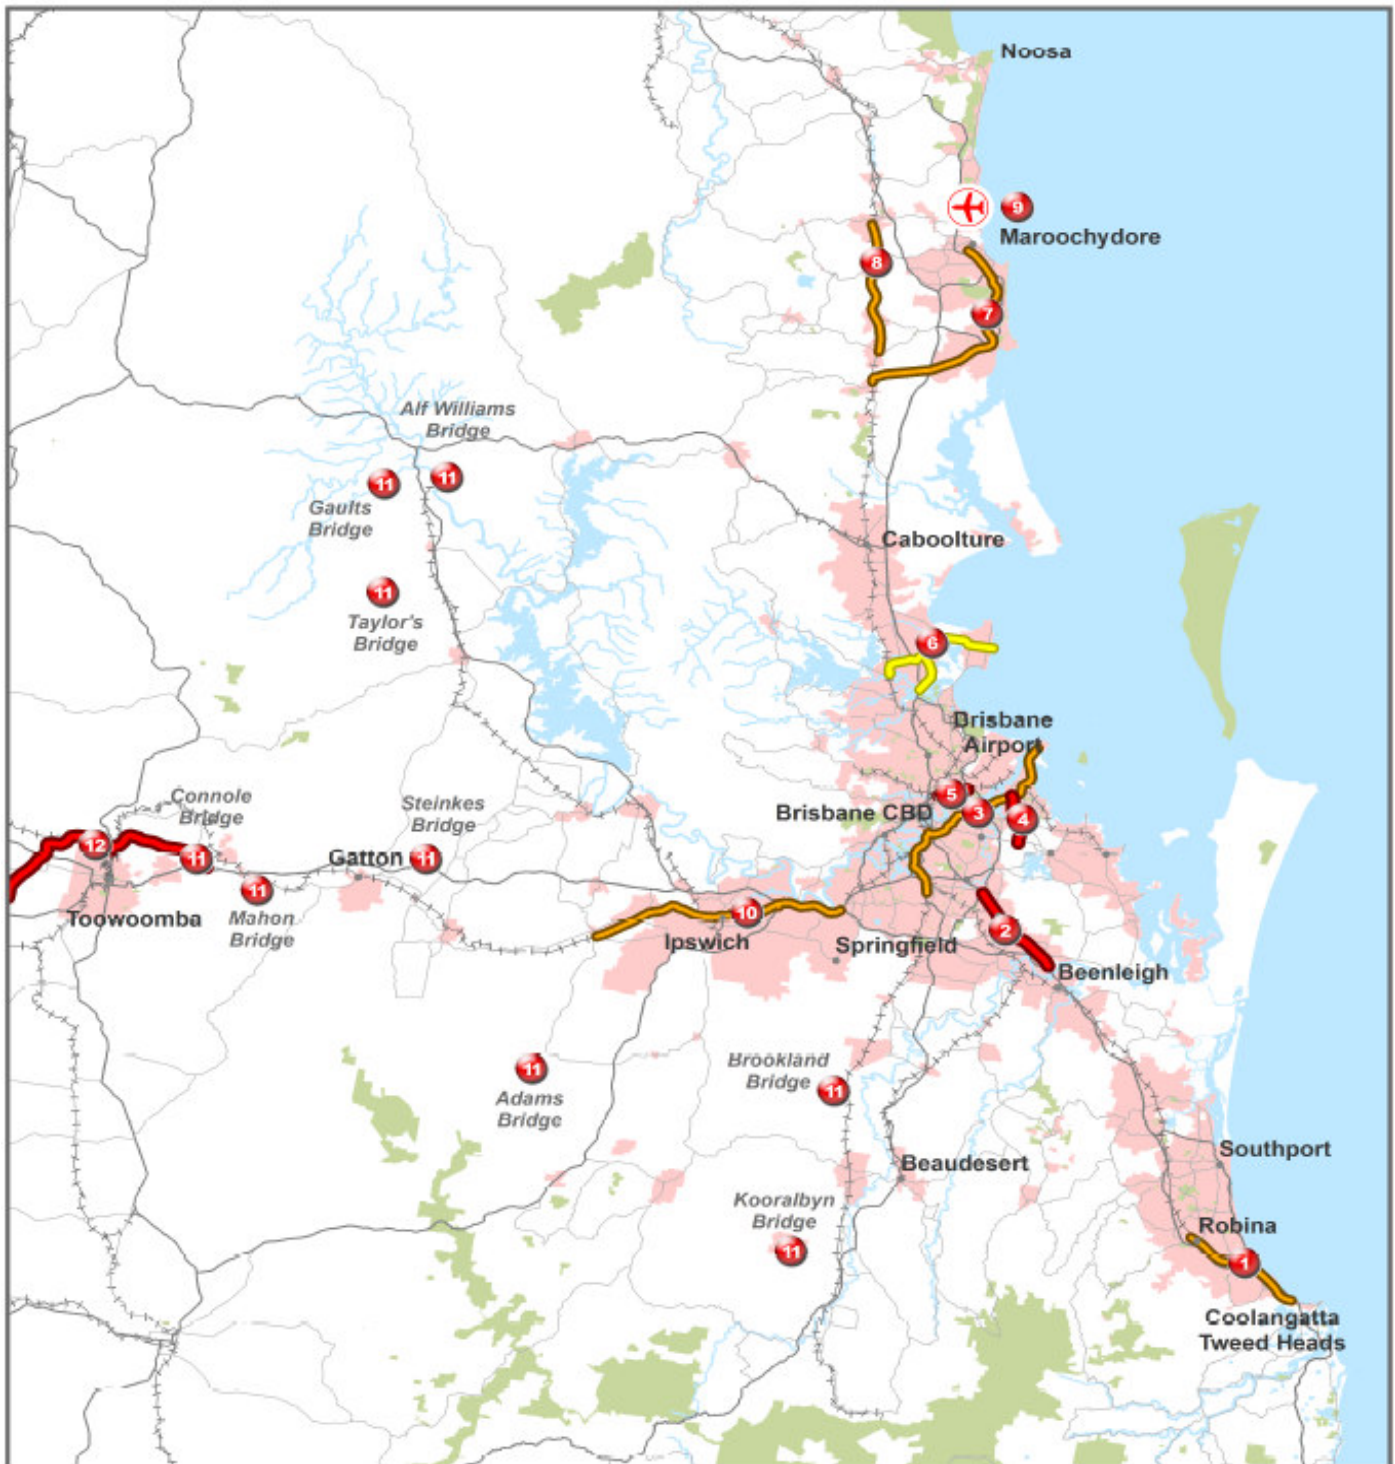 Noosa
9
Maroochydore
8
7
Alf Williams
Bridge
11
11
Gaults
Bridge
Caboolture
11
Taylor's
Bridge
6
Brisbane
Airport
Connole
Bridge
Steinkes
Bridge
5
Brisbane CBD
3
4
12
11
Gatton
11
11
Toowoomba
Mahon
Bridge
10
Ipswich
Springfield
2
Beenleigh
Brookland
Bridge
11
Adams
Bridge
11
Southport
Beaudesert
Kooralbyn
Bridge
11
Robina
1
Coolangatta
Tweed Heads